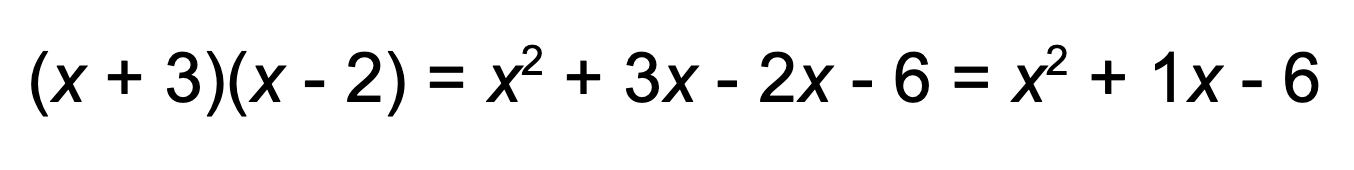 (x + 3)(x - 2) = x² + 3x - 2x - 6 = x² + 1x - 6